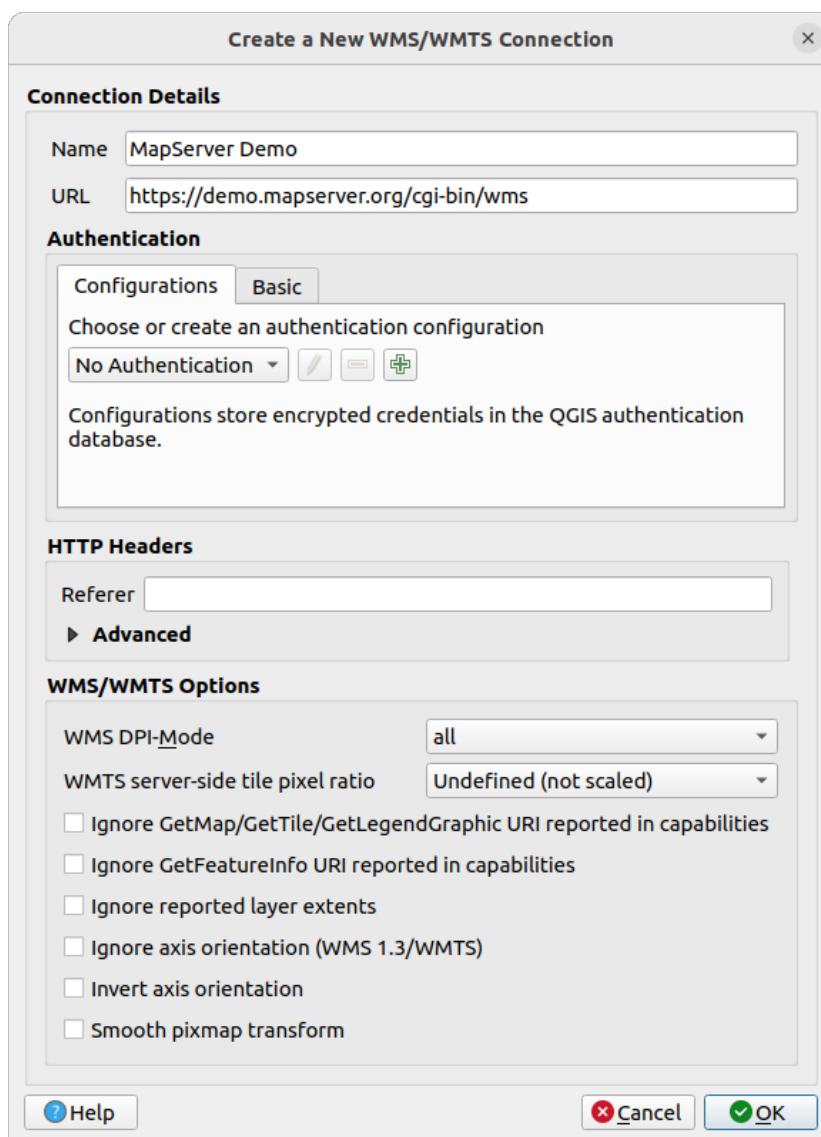 Create a New WMS/WMTS Connection
Connection Details
Name MapServer Demo
URL https://demo.mapserver.org/cgi-bin/wms
Authentication
Configurations Basic
Choose or create an authentication configuration
No Authentication
Configurations store encrypted credentials in the QGIS authentication
database.
HTTP Headers
Referer
Advanced
WMS/WMTS Options
WMS DPI-Mode all
WMTS server-side tile pixel ratio Undefined (not scaled)
Ignore GetMap/GetTile/GetLegendGraphic URI reported in capabilities
Ignore GetFeatureInfo URI reported in capabilities
Ignore reported layer extents
Ignore axis orientation (WMS 1.3/WMTS)
Invert axis orientation
Smooth pixmap transform
Help Cancel OK